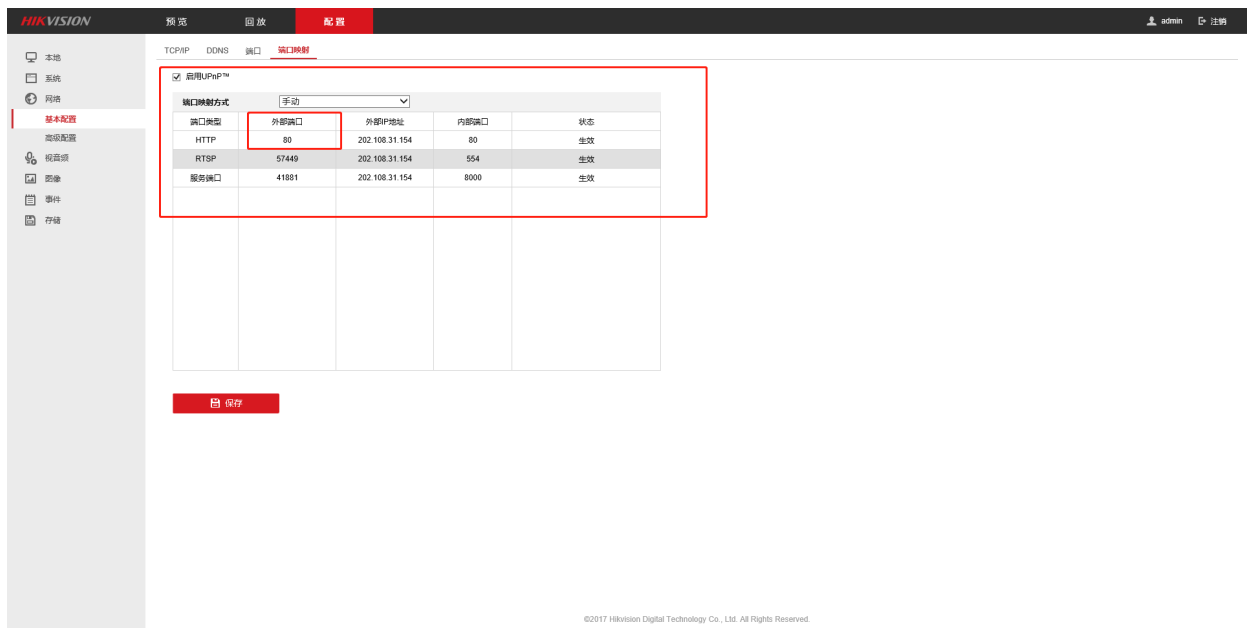 HIKVISION 预览 回放 配置 admin 注销
本地
系统
网络
基本配置
高级配置
视音频
图像
事件
存储
TCP/IP DDNS 端口 端口映射
启用UPnP™
端口映射方式 手动
端口类型 外部端口 外部IP地址 内部端口 状态
HTTP 80 202.108.31.154 80 生效
RTSP 57449 202.108.31.154 554 生效
服务端口 41881 202.108.31.154 8000 生效
保存
©2017 Hikvision Digital Technology Co., Ltd. All Rights Reserved.